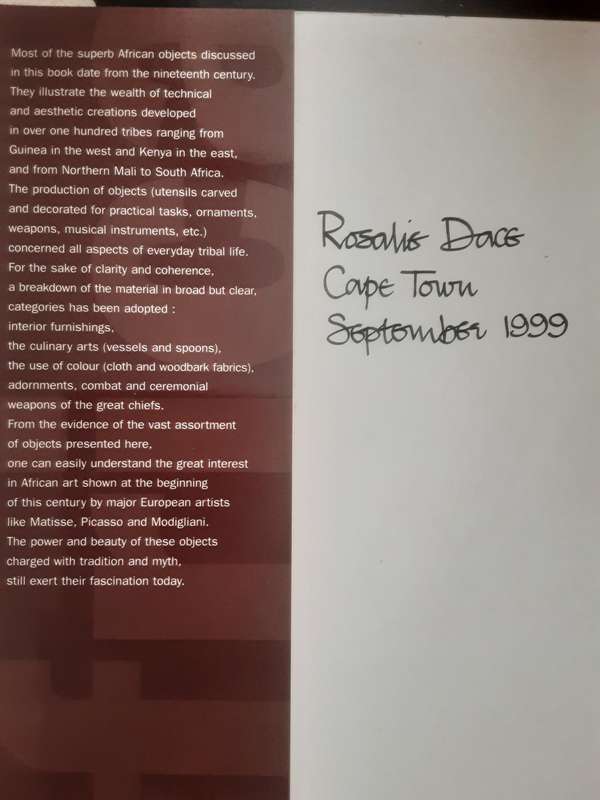 Most of the superb African objects discussed
in this book date from the nineteenth century.
They illustrate the wealth of technical
and aesthetic creations developed
in over one hundred tribes ranging from
Guinea in the west and Kenya in the east,
and from Northern Mali to South Africa.
The production of objects (utensils carved
and decorated for practical tasks, ornaments,
weapons, musical instruments, etc.)
concerned all aspects of everyday tribal life.
For the sake of clarity and coherence,
a breakdown of the material in broad but clear,
categories has been adopted :
interior furnishings,
the culinary arts (vessels and spoons),
the use of colour (cloth and woodbark fabrics),
adornments, combat and ceremonial
weapons of the great chiefs.
From the evidence of the vast assortment
of objects presented here,
one can easily understand the great interest
in African art shown at the beginning
of this century by major European artists
like Matisse, Picasso and Modigliani.
The power and beauty of these objects
charged with tradition and myth,
still exert their fascination today.
Rosalie Dace
Cape Town
September 1999